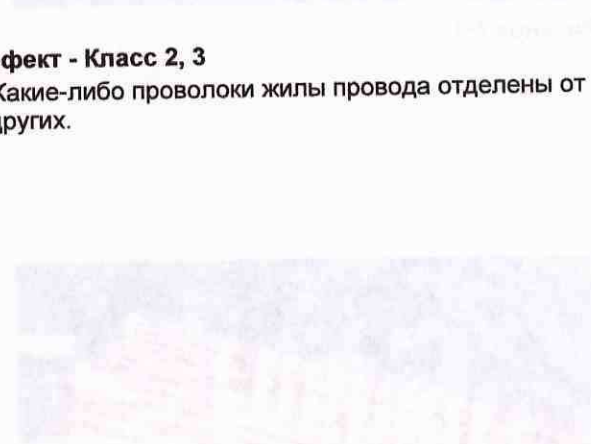 фект - Класс 2, 3
Какие-либо проволоки жилы провода отделены от
других.